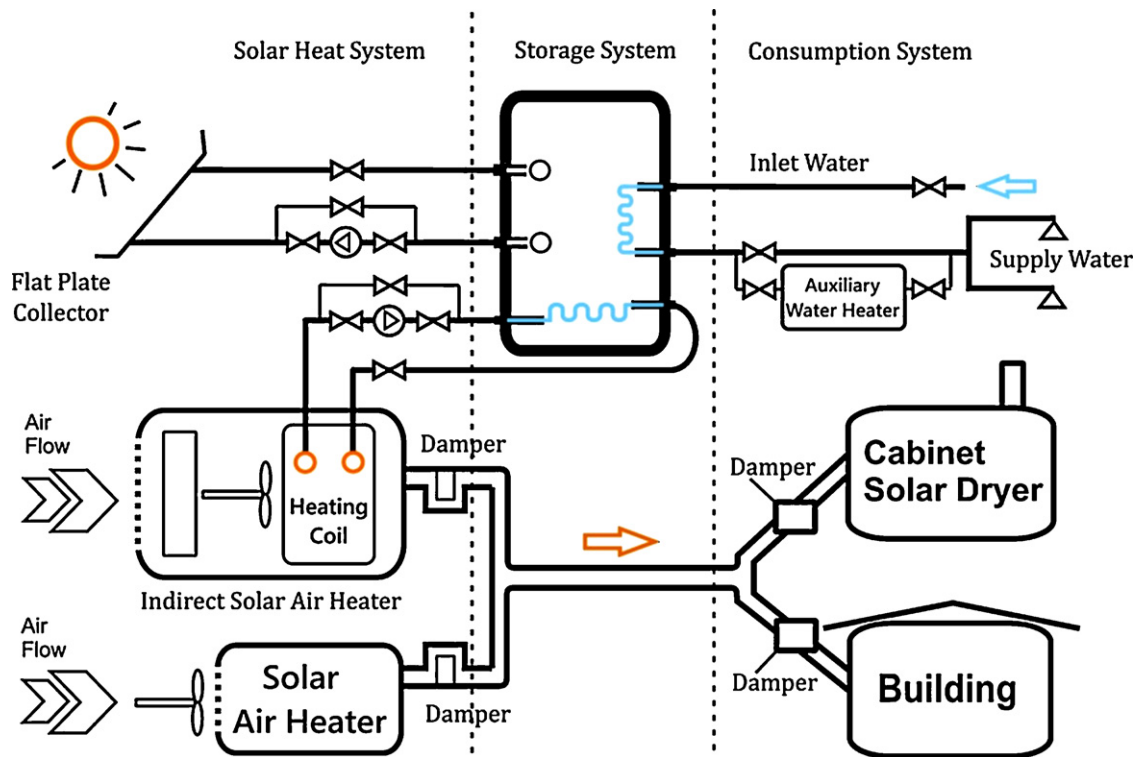 Solar Heat System
Storage System
Consumption System
Inlet Water
Flat Plate
Collector
Supply Water
Auxiliary
Water Heater
Air
Flow
Damper
Heating
Coil
Indirect Solar Air Heater
Damper
Cabinet
Solar Dryer
Air
Flow
Solar
Air Heater
Damper
Damper
Building